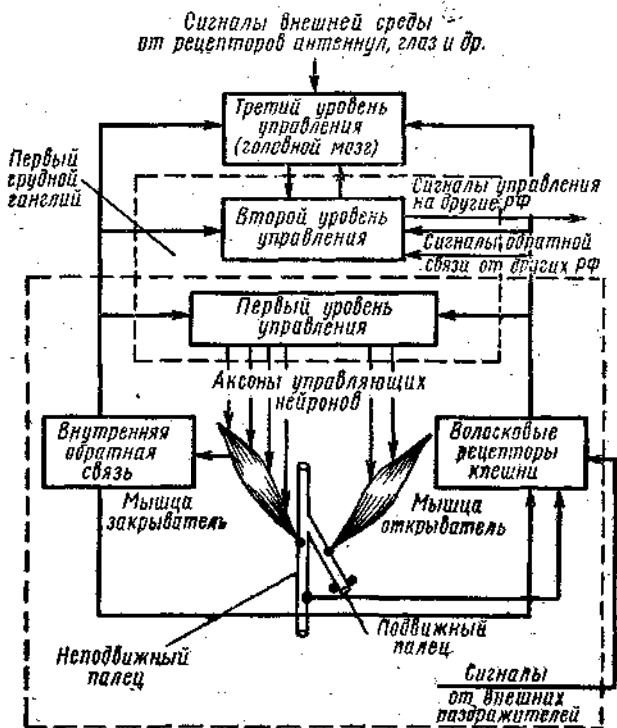 Сигналы внешней среды
от рецепторов антеннул, глаз и др.
Третий уровень
управления
(головной мозг)
Первый
грудной
ганглий
Второй уровень
управления
Сигналы управления
на другие РФ
Сигналы обратной
связи от других РФ
Первый уровень
управления
Аксоны управляющих
нейронов
Внутренняя
обратная
связь
Волосковые
рецепторы
клешни
Мышца
закрыватель
Мышца
открыватель
Неподвижный
палец
Подвижный
палец
Сигналы
от внешних
раздражителей